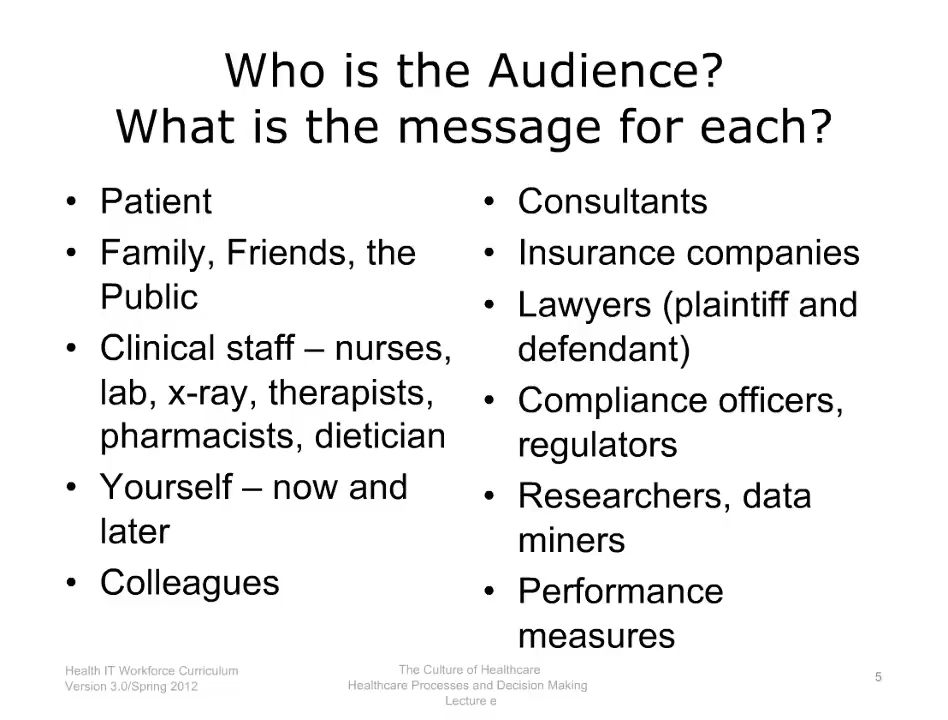 Who is the Audience?
What is the message for each?
• Patient
• Family, Friends, the
Public
• Clinical staff – nurses,
lab, x-ray, therapists,
pharmacists, dietician
• Yourself – now and
later
• Colleagues
• Consultants
• Insurance companies
• Lawyers (plaintiff and
defendant)
• Compliance officers,
regulators
• Researchers, data
miners
• Performance
measures
Health IT Workforce Curriculum
Version 3.0/Spring 2012
The Culture of Healthcare
Healthcare Processes and Decision Making
Lecture e
5